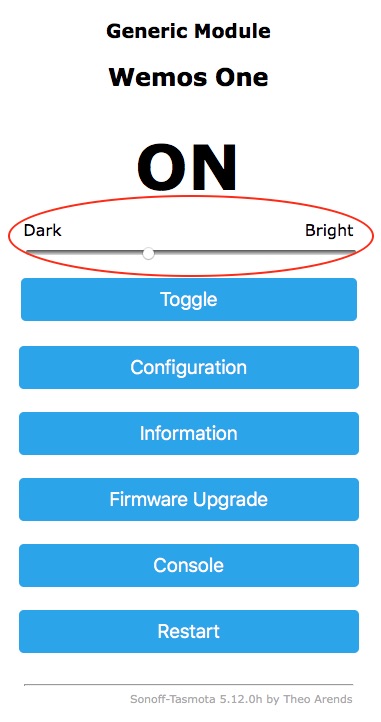 Generic Module
Wemos One
ON
Dark Bright
Toggle
Configuration
Information
Firmware Upgrade
Console
Restart
Sonoff-Tasmota 5.12.0h by Theo Arends